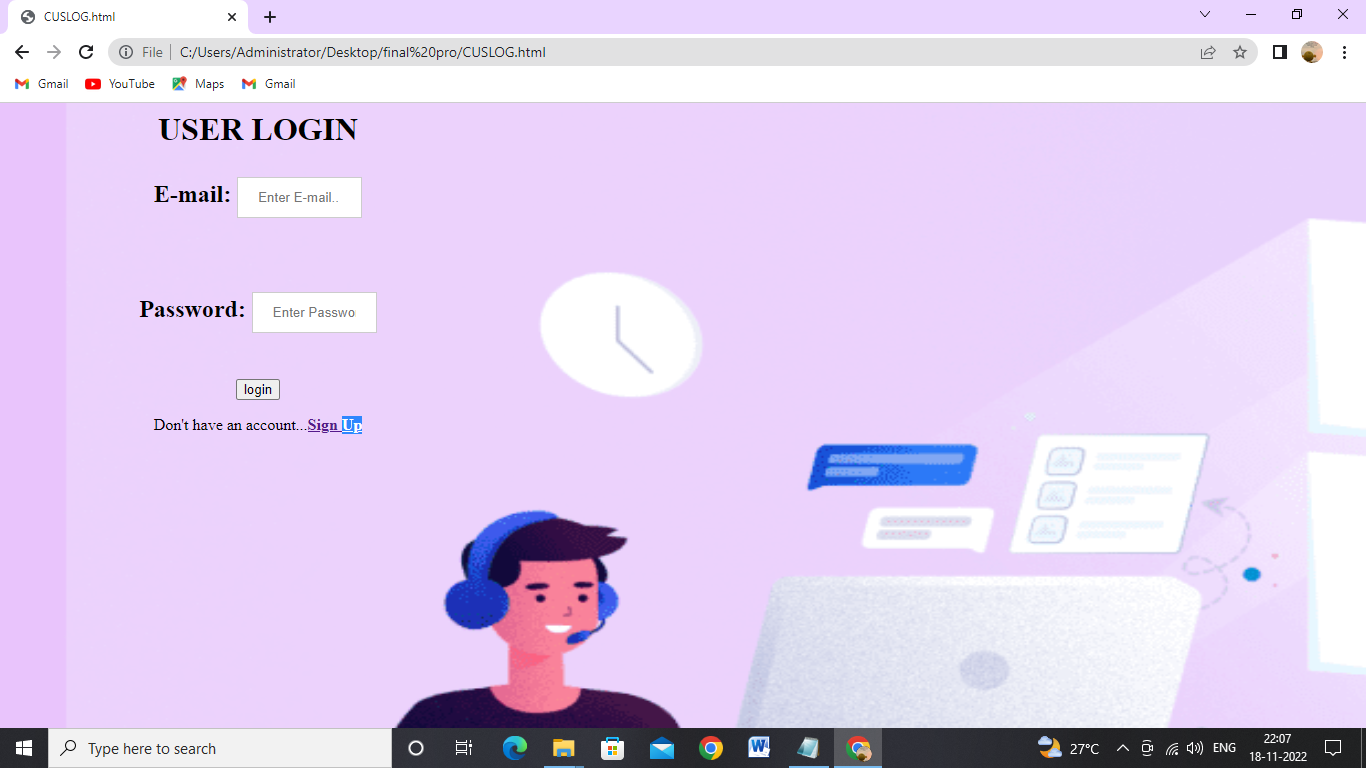 CUSLOG.html
File
C:/Users/Administrator/Desktop/final%20pro/CUSLOG.html
Gmail YouTube Maps Gmail
USER LOGIN
E-mail: Enter E-mail..
Password: Enter Passwo
login
Don't have an account...Sign Up
Type here to search
27°C ENG 22:07
18-11-2022